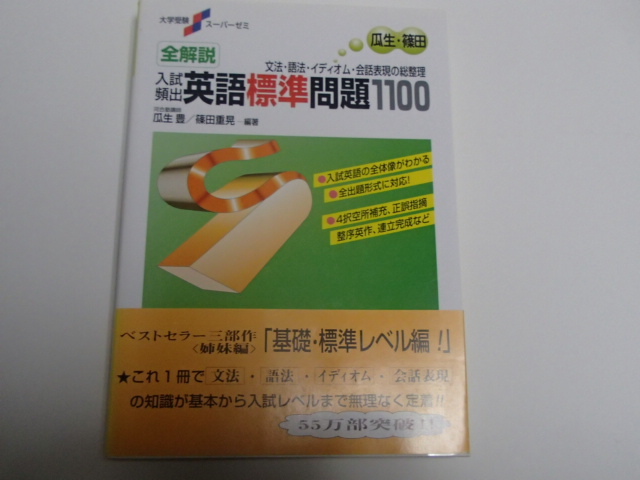 大学受験 スーパーゼミ
瓜生・篠田
全解説
文法・語法・イディオム・会話表現の総整理
入試頻出 英語標準問題1100
河合塾講師
瓜生 豊/篠田重晃—編著
●入試英語の全体像がわかる
●全出題形式に対応!
●4択空所補充、正誤指摘
整序英作、連立完成など
ベストセラー三部作
〈姉妹編〉「基礎・標準レベル編!」
★これ1冊で 文法・語法・イディオム・会話表現
の知識が基本から入試レベルまで無理なく定着!!
55万部突破!!